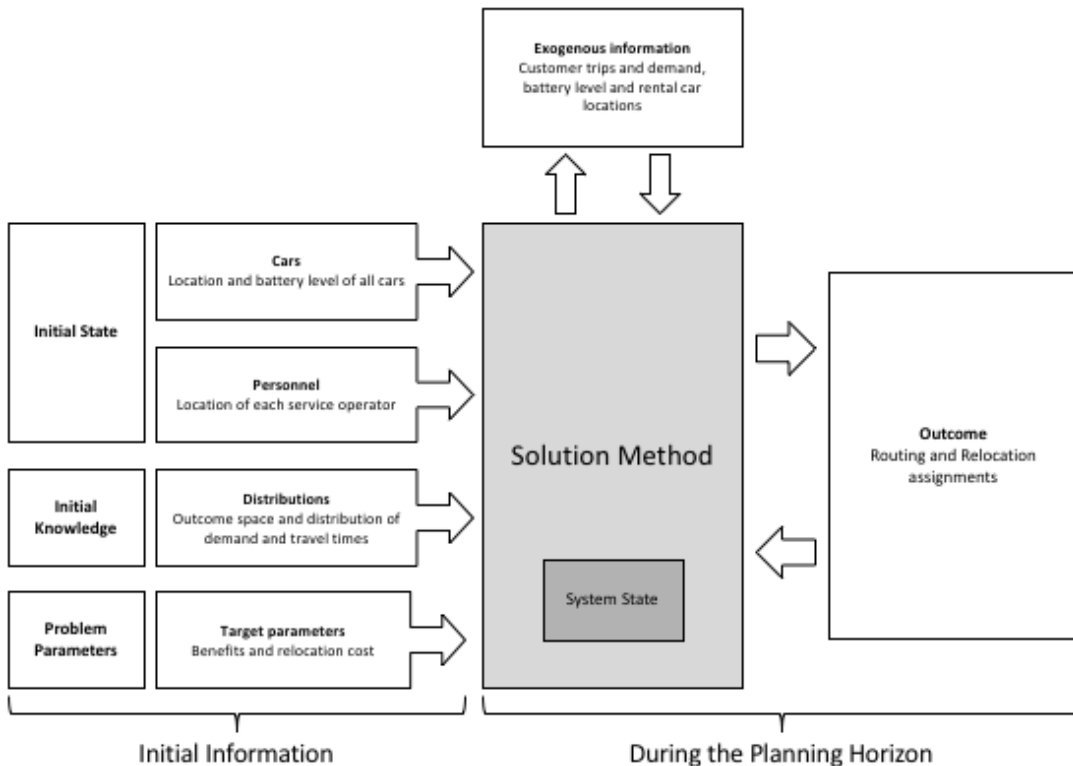 Exogenous information
Customer trips and demand,
battery level and rental car
locations
Initial State
Cars
Location and battery level of all cars
Personnel
Location of each service operator
Initial
Knowledge
Distributions
Outcome space and distribution of
demand and travel times
Problem
Parameters
Target parameters
Benefits and relocation cost
Solution Method
System State
Outcome
Routing and Relocation
assignments
Initial Information
During the Planning Horizon